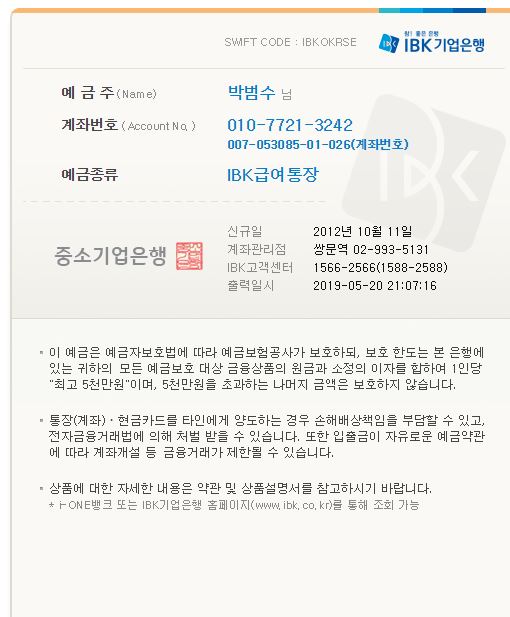 SWIFT CODE : IBKOKRSE
참! 좋은 은행
IBK기업은행
예 금 주(Name) 박범수 님
계좌번호(Account No.) 010-7721-3242
007-053085-01-026(계좌번호)
예금종류 IBK급여통장
IBK
신규일 2012년 10월 11일
계좌관리점 쌍문역 02-993-5131
중소기업은행
IBK고객센터 1566-2566(1588-2588)
출력일시 2019-05-20 21:07:16
• 이 예금은 예금자보호법에 따라 예금보험공사가 보호하되, 보호 한도는 본 은행에
있는 귀하의 모든 예금보호 대상 금융상품의 원금과 소정의 이자를 합하여 1인당
"최고 5천만원"이며, 5천만원을 초과하는 나머지 금액은 보호하지 않습니다.
• 통장(계좌)·현금카드를 타인에게 양도하는 경우 손해배상책임을 부담할 수 있고,
전자금융거래법에 의해 처벌 받을 수 있습니다. 또한 입출금이 자유로운 예금약관
에 따라 계좌개설 등 금융거래가 제한될 수 있습니다.
• 상품에 대한 자세한 내용은 약관 및 상품설명서를 참고하시기 바랍니다.
* i-ONE뱅크 또는 IBK기업은행 홈페이지(www.ibk.co.kr)를 통해 조회 가능